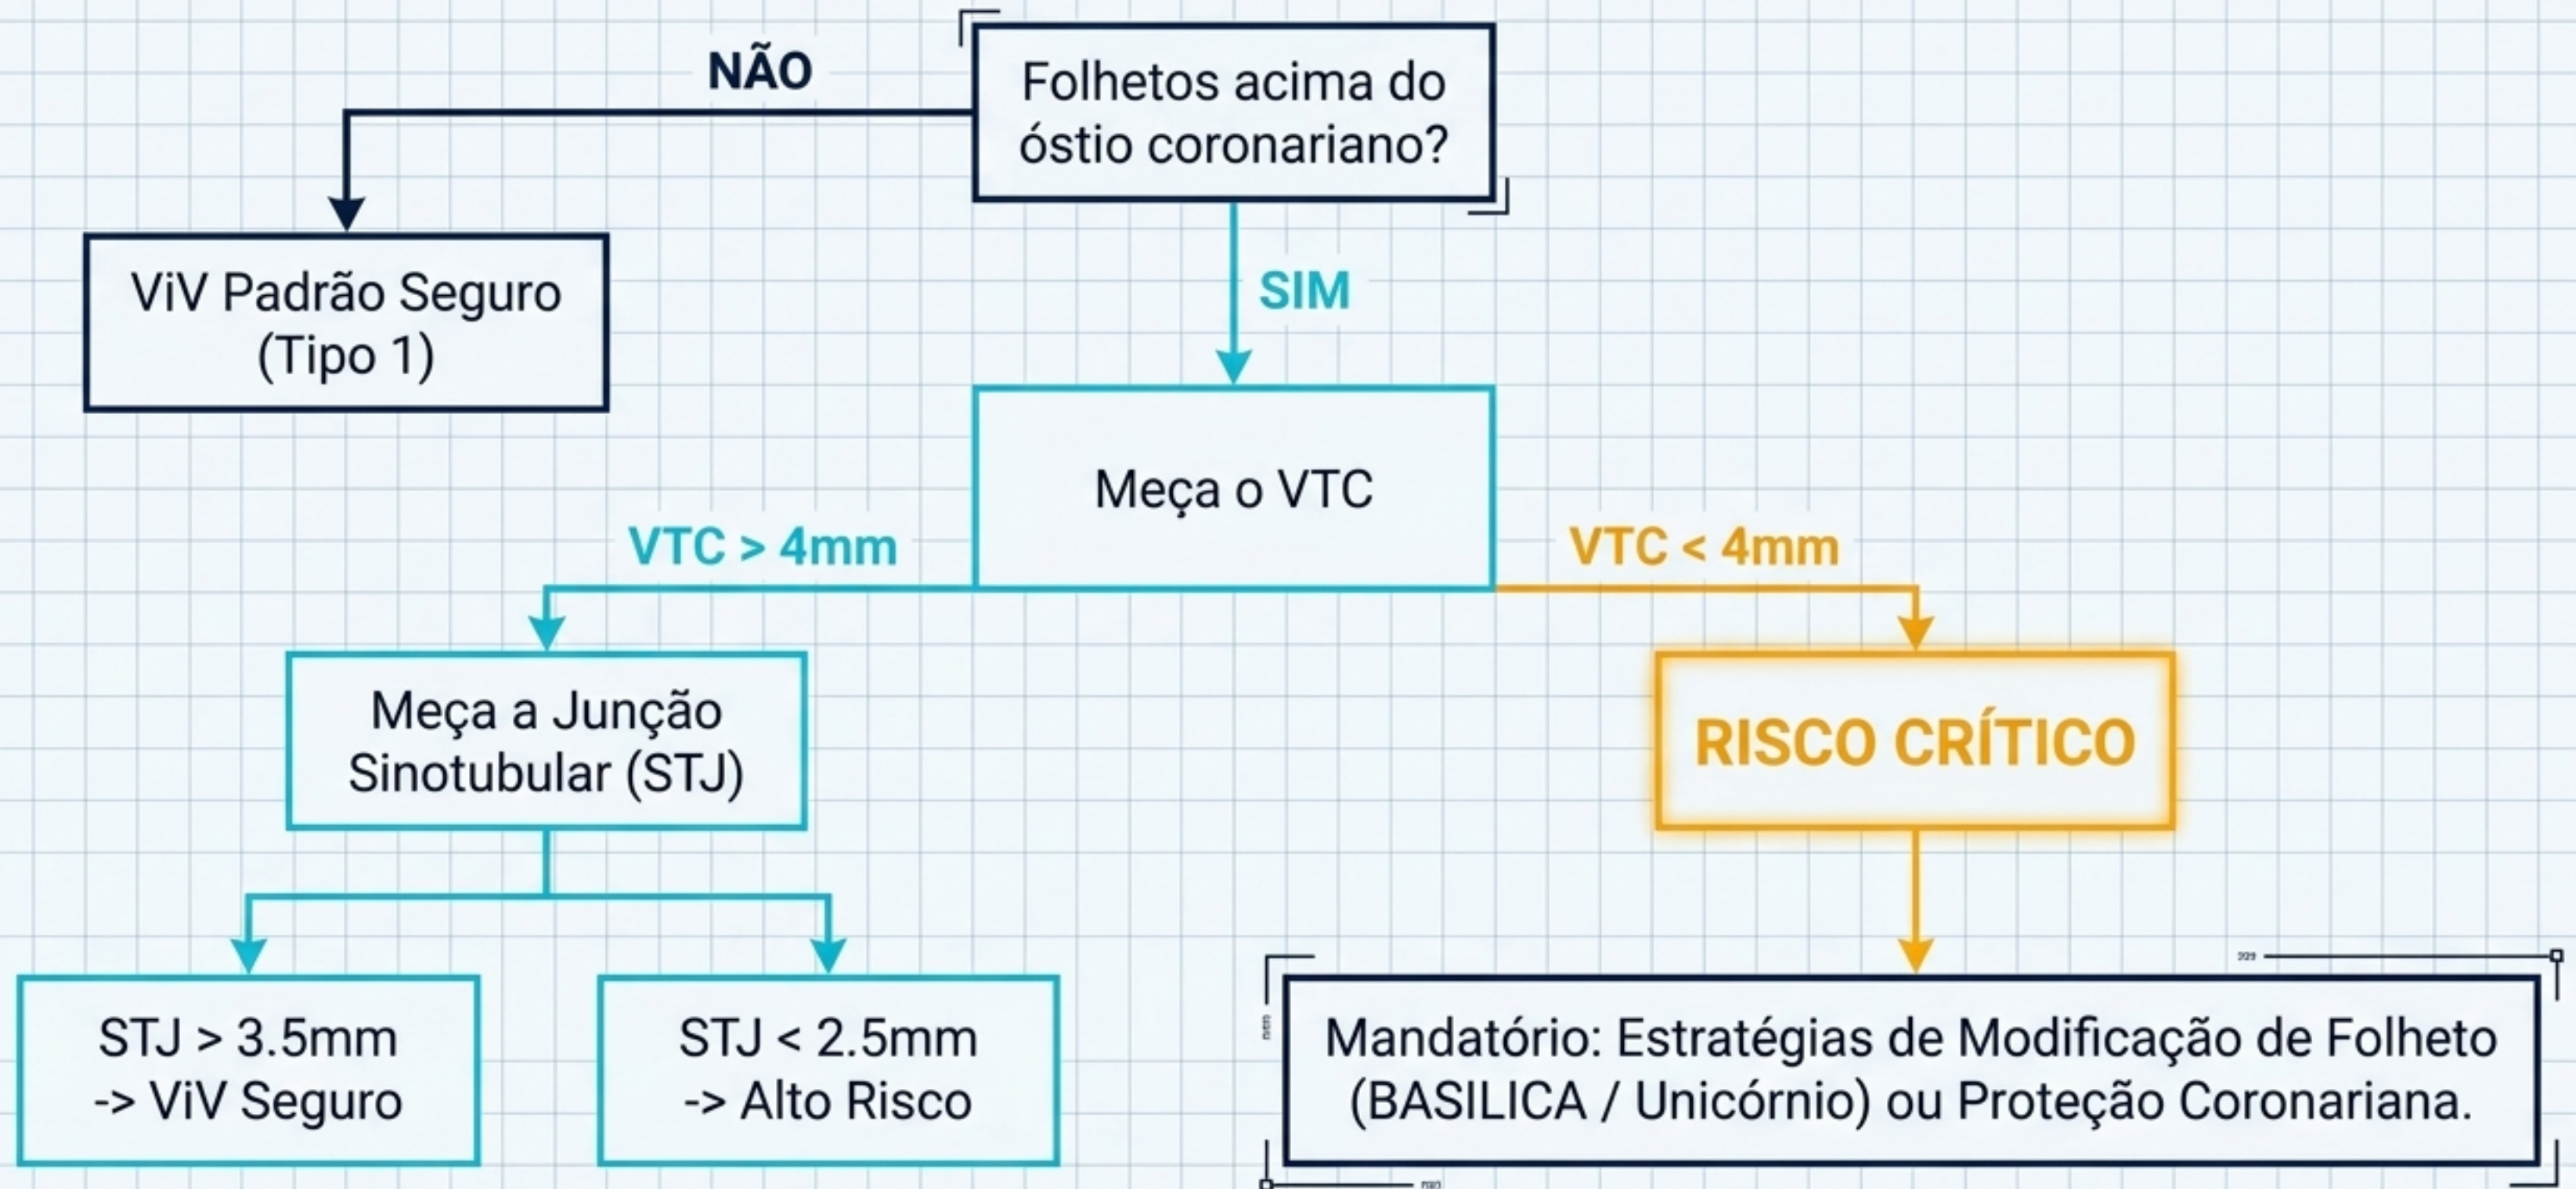 NÃO
Folhetos acima do
óstio coronariano?
SIM
ViV Padrão Seguro
(Tipo 1)
Meça o VTC
VTC > 4mm
VTC < 4mm
Meça a Junção
Sinotubular (STJ)
RISCO CRÍTICO
STJ > 3.5mm
-> ViV Seguro
STJ < 2.5mm
-> Alto Risco
Mandatório: Estratégias de Modificação de Folheto
(BASILICA / Unicórnio) ou Proteção Coronariana.